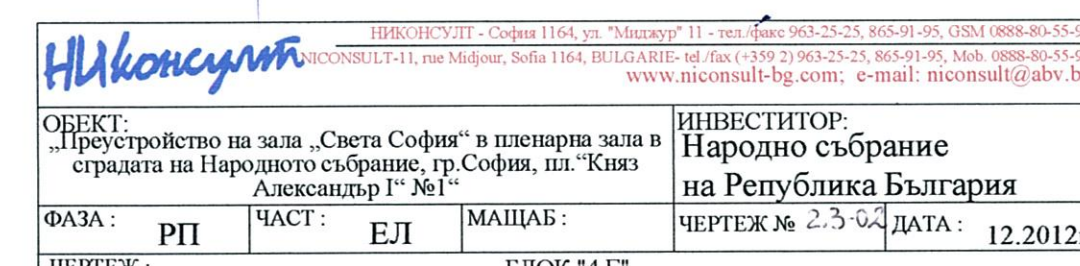 НИконсулт
НИКОНСУЛТ - София 1164, ул. "Миджур" 11 - тел./факс 963-25-25, 865-91-95, GSM 0888-80-55-9
NICONSULT-11, rue Midjour, Sofia 1164, BULGARIE- tel./fax (+359 2) 963-25-25, 865-91-95, Mob. 0888-80-55-9
www.niconsult-bg.com; e-mail: niconsult@abv.b
ОБЕКТ:
„Преустройство на зала „Света София“ в пленарна зала в
сградата на Народното събрание, гр.София, пл.“Княз
Александър I“ №1“
ИНВЕСТИТОР:
Народно събрание
на Република България
ФАЗА : РП
ЧАСТ : ЕЛ
МАЩАБ :
ЧЕРТЕЖ № 2.3-02
ДАТА : 12.2012
ЧЕРТЕЖ : БЛОК "4.Б"